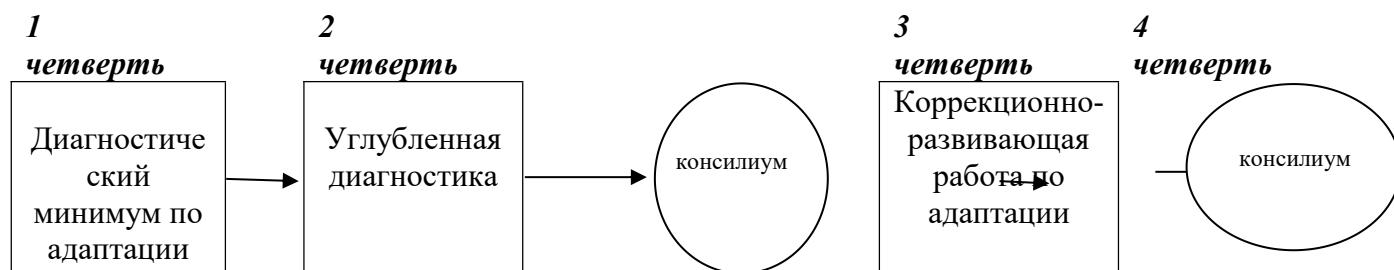 1
четверть
Диагностиче
ский
минимум по
адаптации
2
четверть
Углубленная
диагностика
консилиум
3
четверть
Коррекционно-
развивающая
работа по
адаптации
4
четверть
консилиум